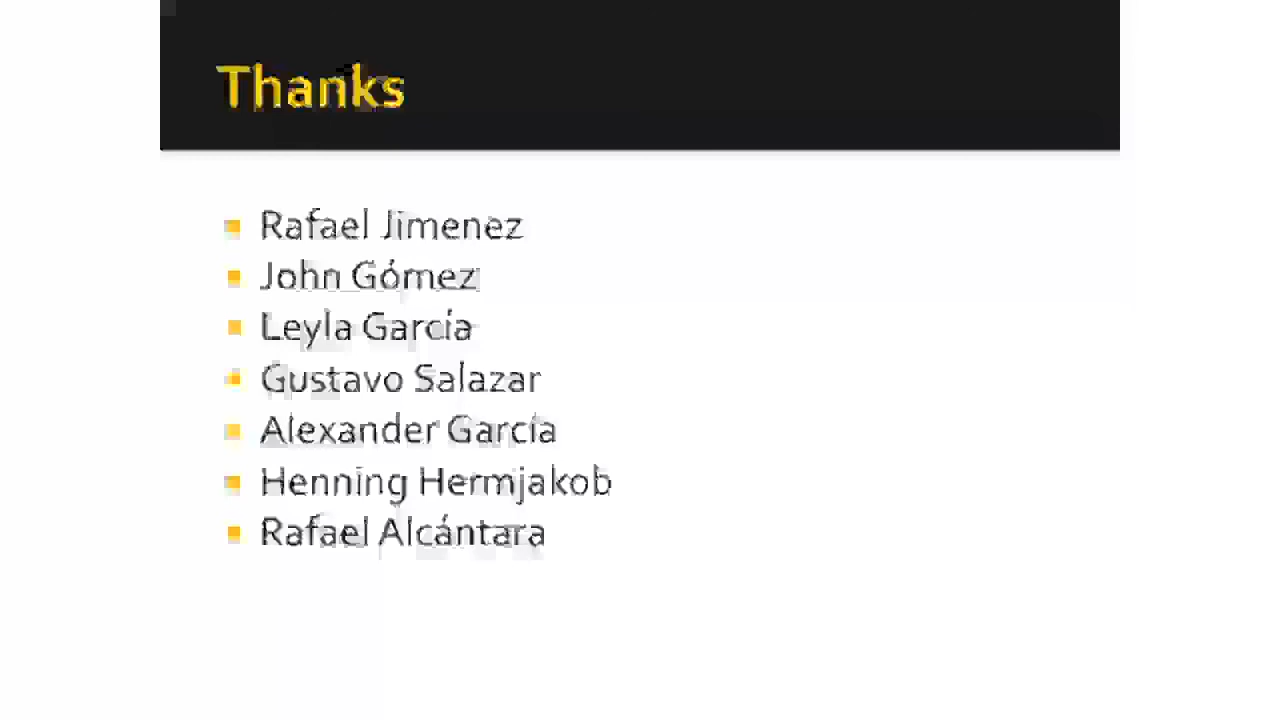 Thanks
Rafael Jimenez
John Gómez
Leyla García
Gustavo Salazar
Alexander García
Henning Hermjakob
Rafael Alcántara